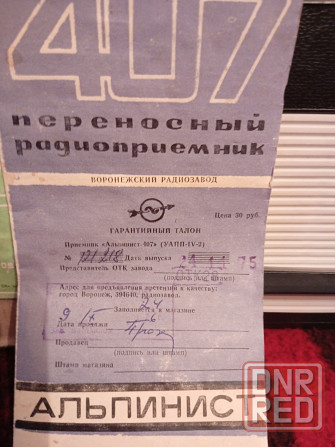 407
переносный
радиоприемник
ВОРОНЕЖСКИЙ РАДИОЗАВОД
Цена 30 руб.
ГАРАНТИЙНЫЙ ТАЛОН
Приемник «Альпинист 407» (УАПП-IV-2)
№ Дата выпуска 75
Представитель ОТК завода
(подпись или штамп)
Адрес для предъявления претензий к качеству:
город Воронеж, 394640, радиозавод.
Заполняется в магазине
Дата продажи
Продавец
(подпись или штамп)
Штамп магазина
АЛЬПИНИСТ
DNR
RED